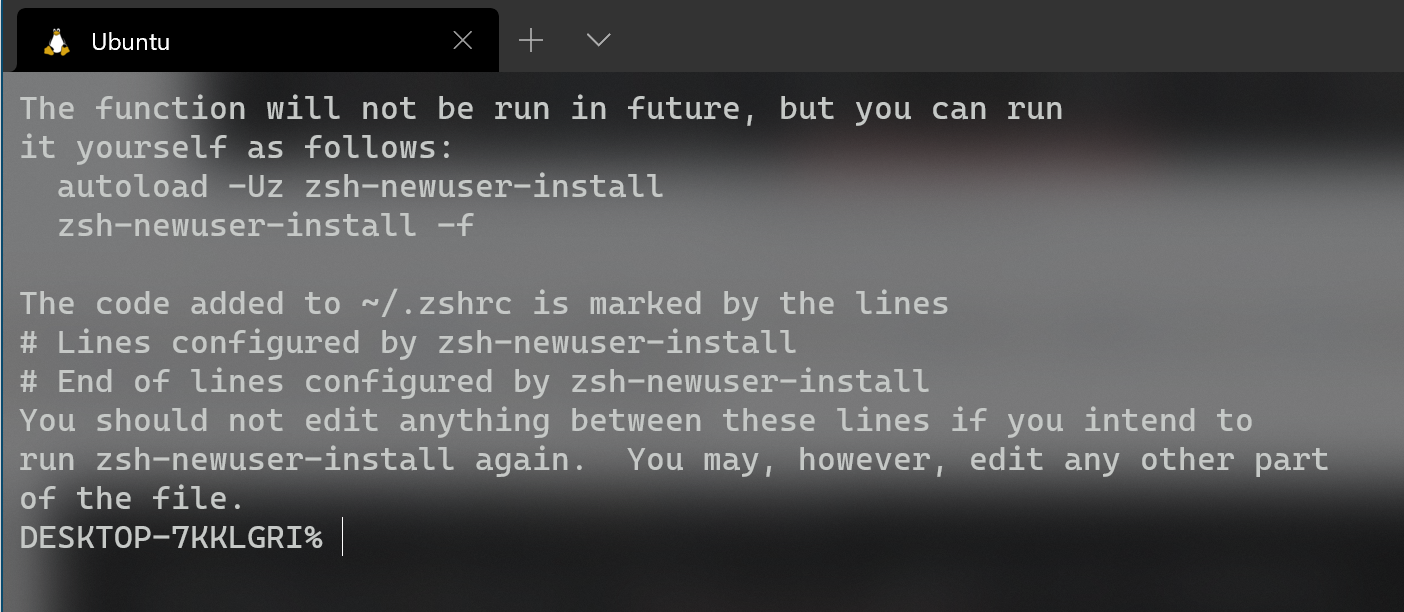 Ubuntu
The function will not be run in future, but you can run
it yourself as follows:
  autoload -Uz zsh-newuser-install
  zsh-newuser-install -f

The code added to ~/.zshrc is marked by the lines
# Lines configured by zsh-newuser-install
# End of lines configured by zsh-newuser-install
You should not edit anything between these lines if you intend to
run zsh-newuser-install again.  You may, however, edit any other part
of the file.
DESKTOP-7KKLGRI%